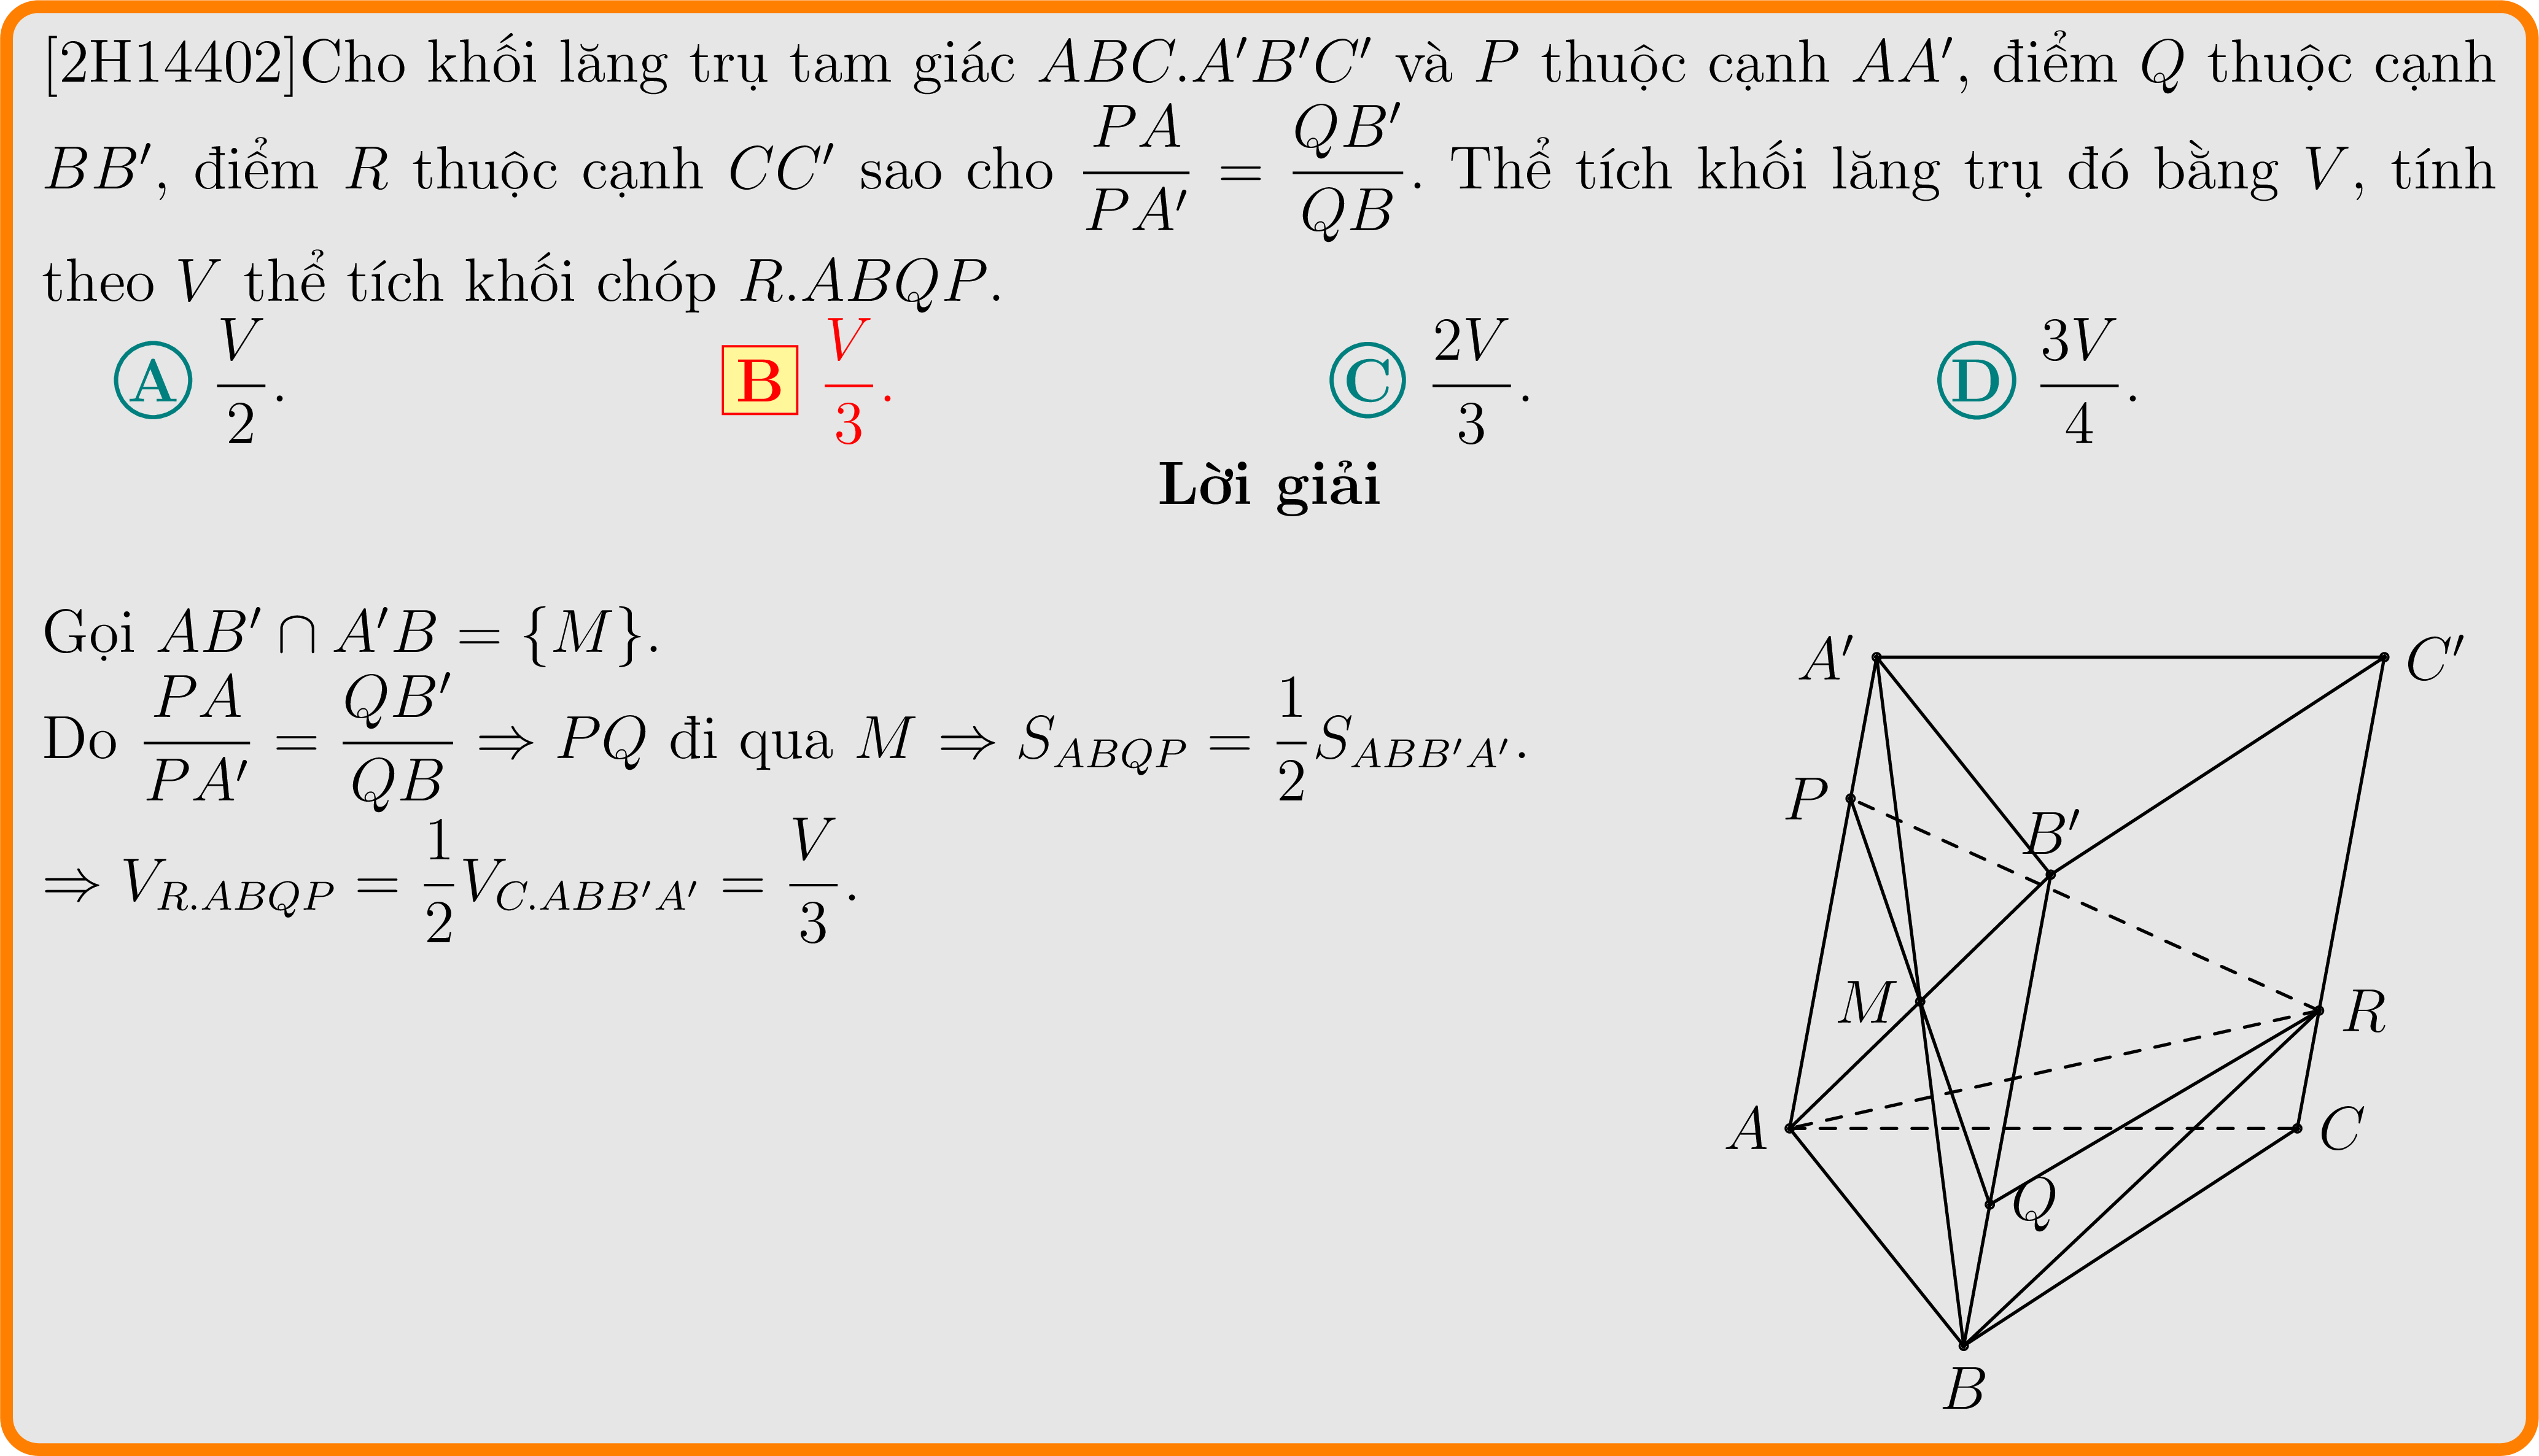 [2H14402]Cho khối lăng trụ tam giác ABC.A′B′C′ và P thuộc cạnh AA′, điểm Q thuộc cạnh
BB′, điểm R thuộc cạnh CC′ sao cho \frac{PA}{PA′} = \frac{QB′}{QB}. Thể tích khối lăng trụ đó bằng V, tính
theo V thể tích khối chóp R.ABQP.
A \frac{V}{2}. B \frac{V}{3}. C \frac{2V}{3}. D \frac{3V}{4}.
Lời giải
Gọi AB′ ∩ A′B = {M}.
Do \frac{PA}{PA′} = \frac{QB′}{QB} ⇒ PQ đi qua M ⇒ S_{ABQP} = \frac{1}{2}S_{ABB′A′}.
⇒ V_{R.ABQP} = \frac{1}{2}V_{C.ABB′A′} = \frac{V}{3}.
A′
C′
P
B′
M
R
A
C
Q
B